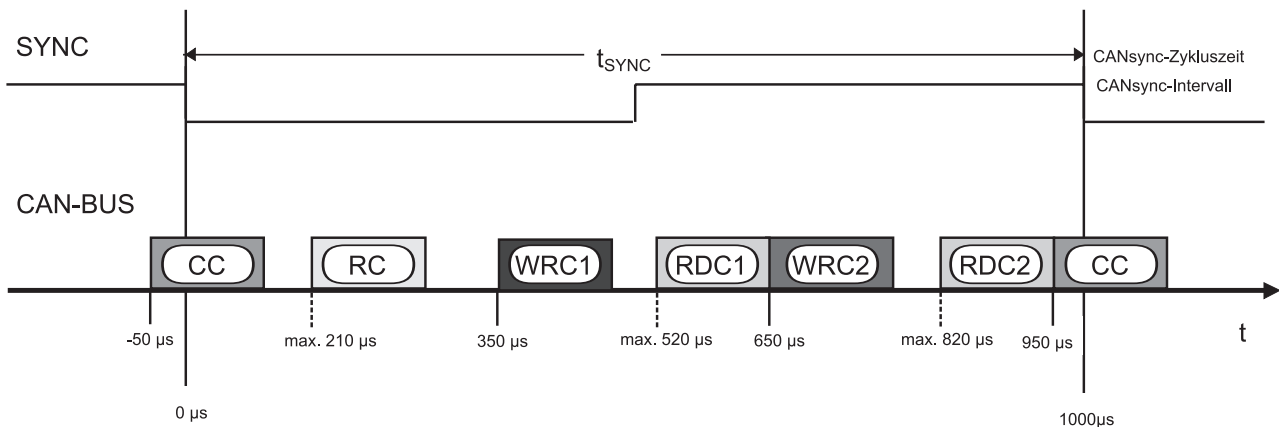 SYNC
tSYNC
CANsync-Zykluszeit
CANsync-Intervall
CAN-BUS
CC
RC
WRC1
RDC1
WRC2
RDC2
CC
-50 µs
max. 210 µs
350 µs
max. 520 µs
650 µs
max. 820 µs
950 µs
t
0 µs
1000µs